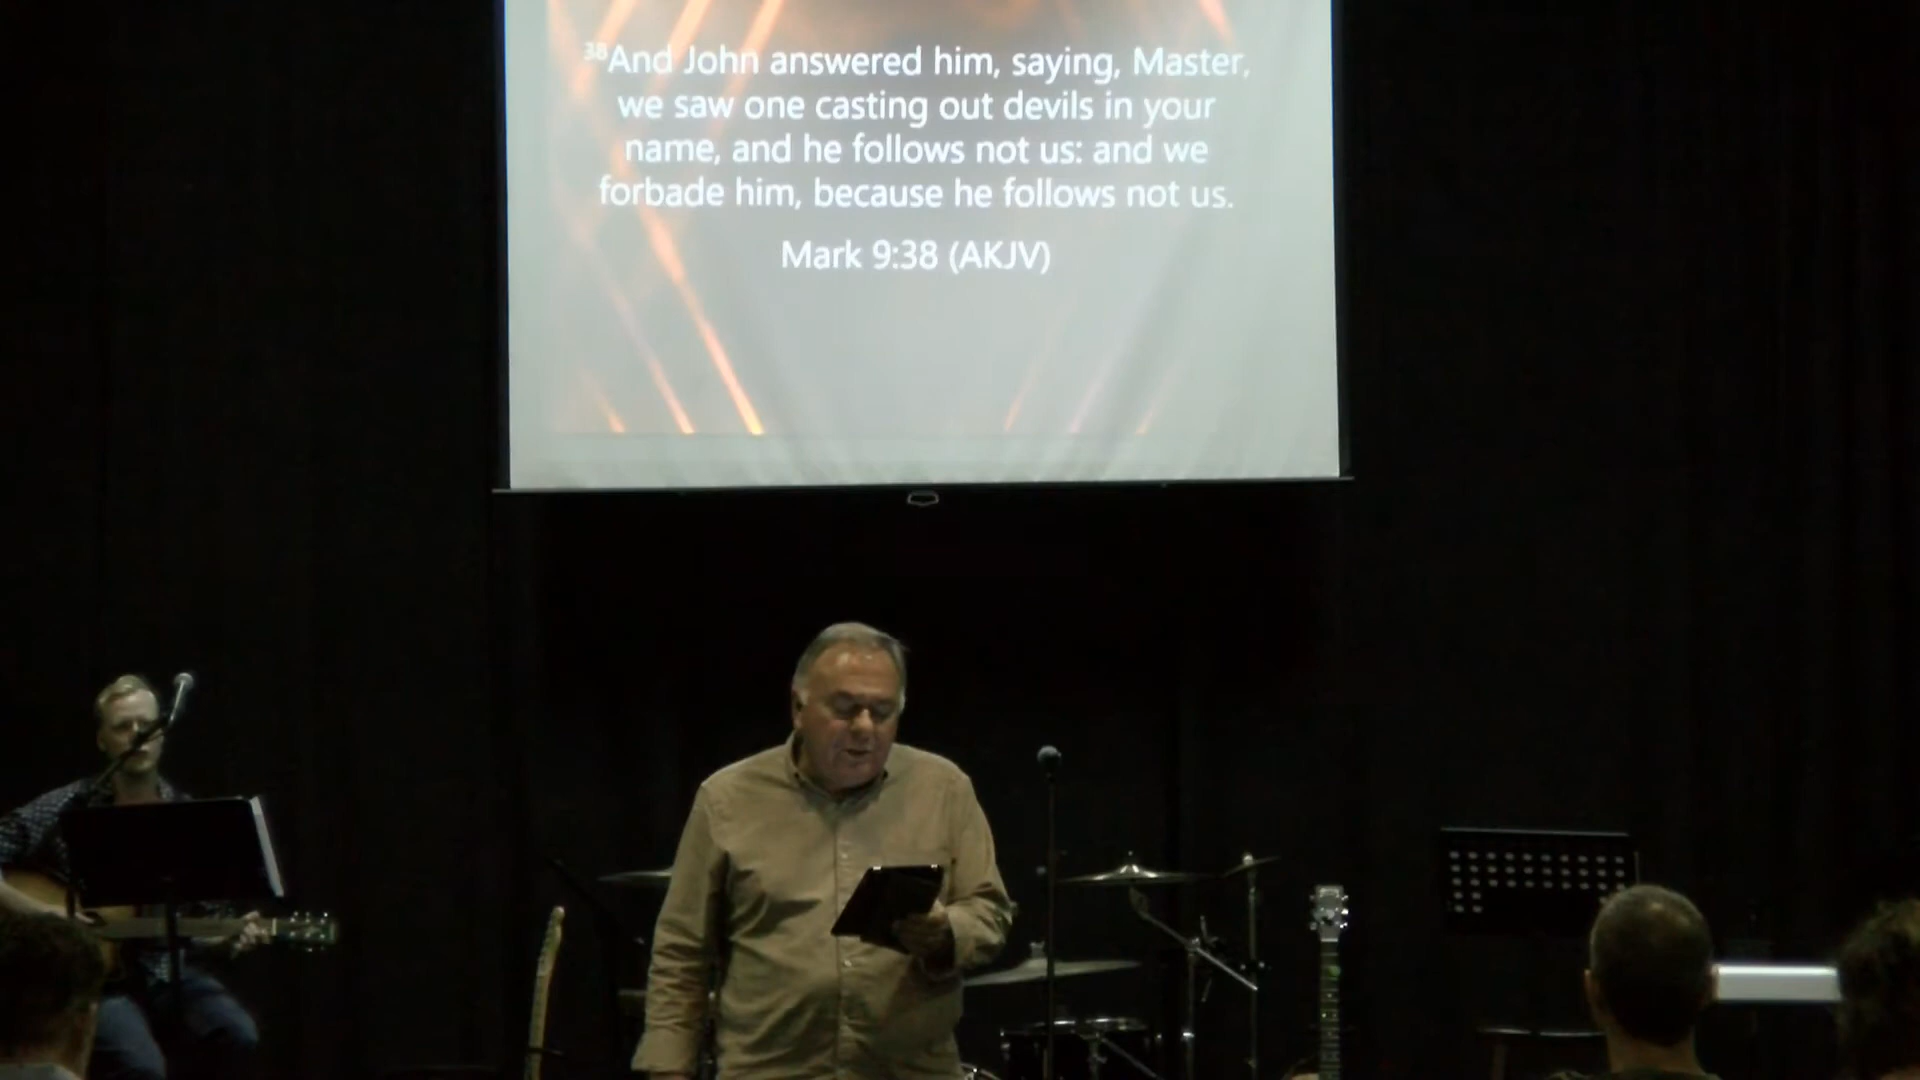 38And John answered him, saying, Master,
we saw one casting out devils in your
name, and he follows not us: and we
forbade him, because he follows not us.
Mark 9:38 (AKJV)